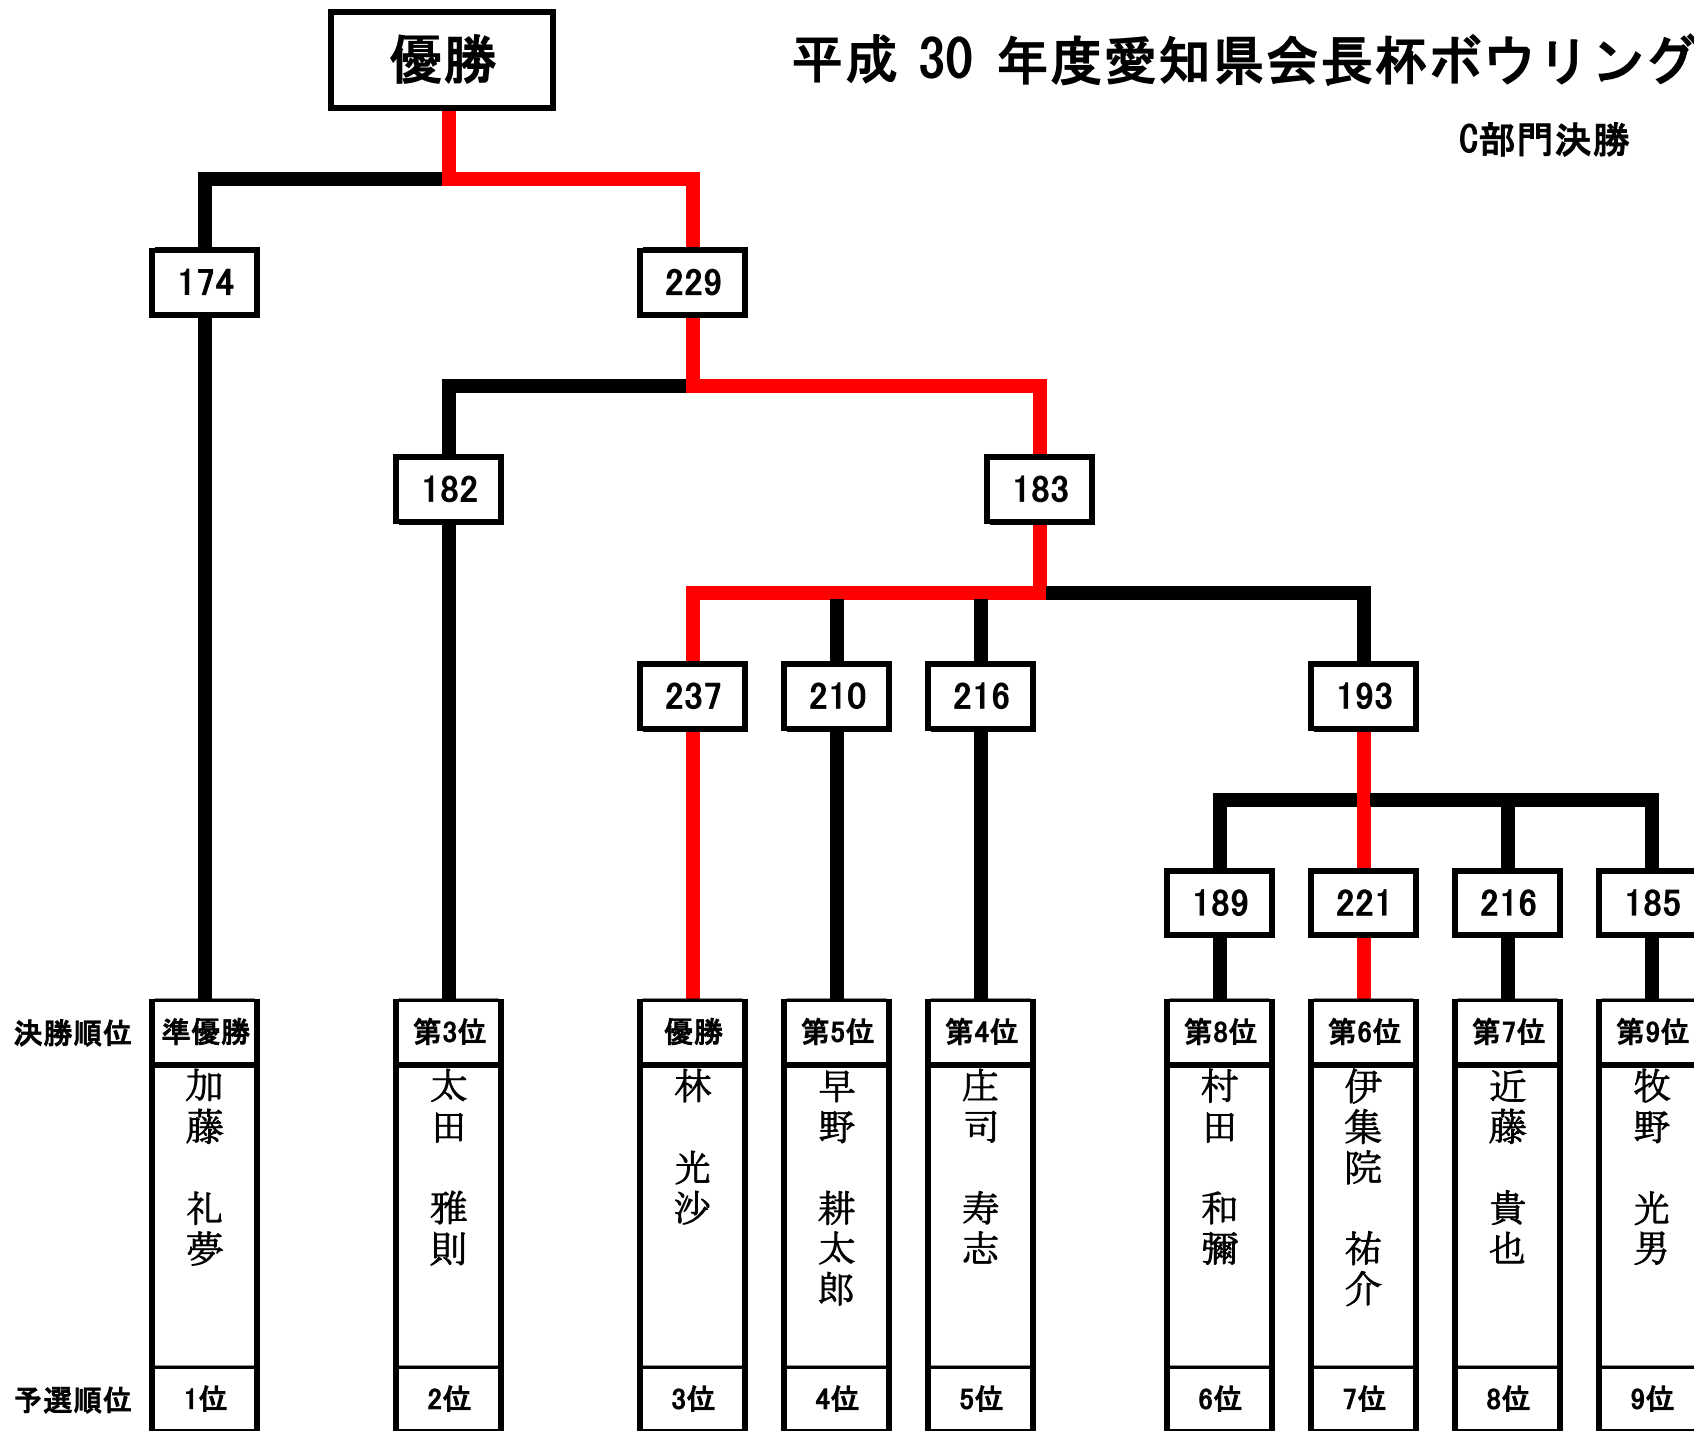 優勝
平成 30 年度愛知県会長杯ボウリング
C部門決勝
174
229
182
183
237
210
216
193
189
221
216
185
決勝順位 準優勝 第3位 優勝 第5位 第4位 第8位 第6位 第7位 第9位
加藤 礼夢
太田 雅則
林 光沙
早野 耕太郎
庄司 寿志
村田 和彌
伊集院 祐介
近藤 貴也
牧野 光男
予選順位 1位 2位 3位 4位 5位 6位 7位 8位 9位